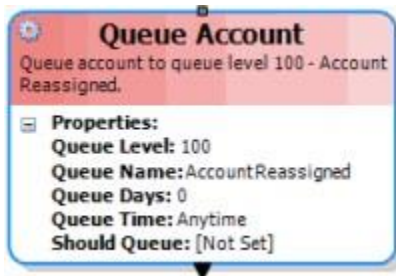 Queue Account
Queue account to queue level 100 - Account
Reassigned.
Properties:
Queue Level: 100
Queue Name: AccountReassigned
Queue Days: 0
Queue Time: Anytime
Should Queue: [Not Set]